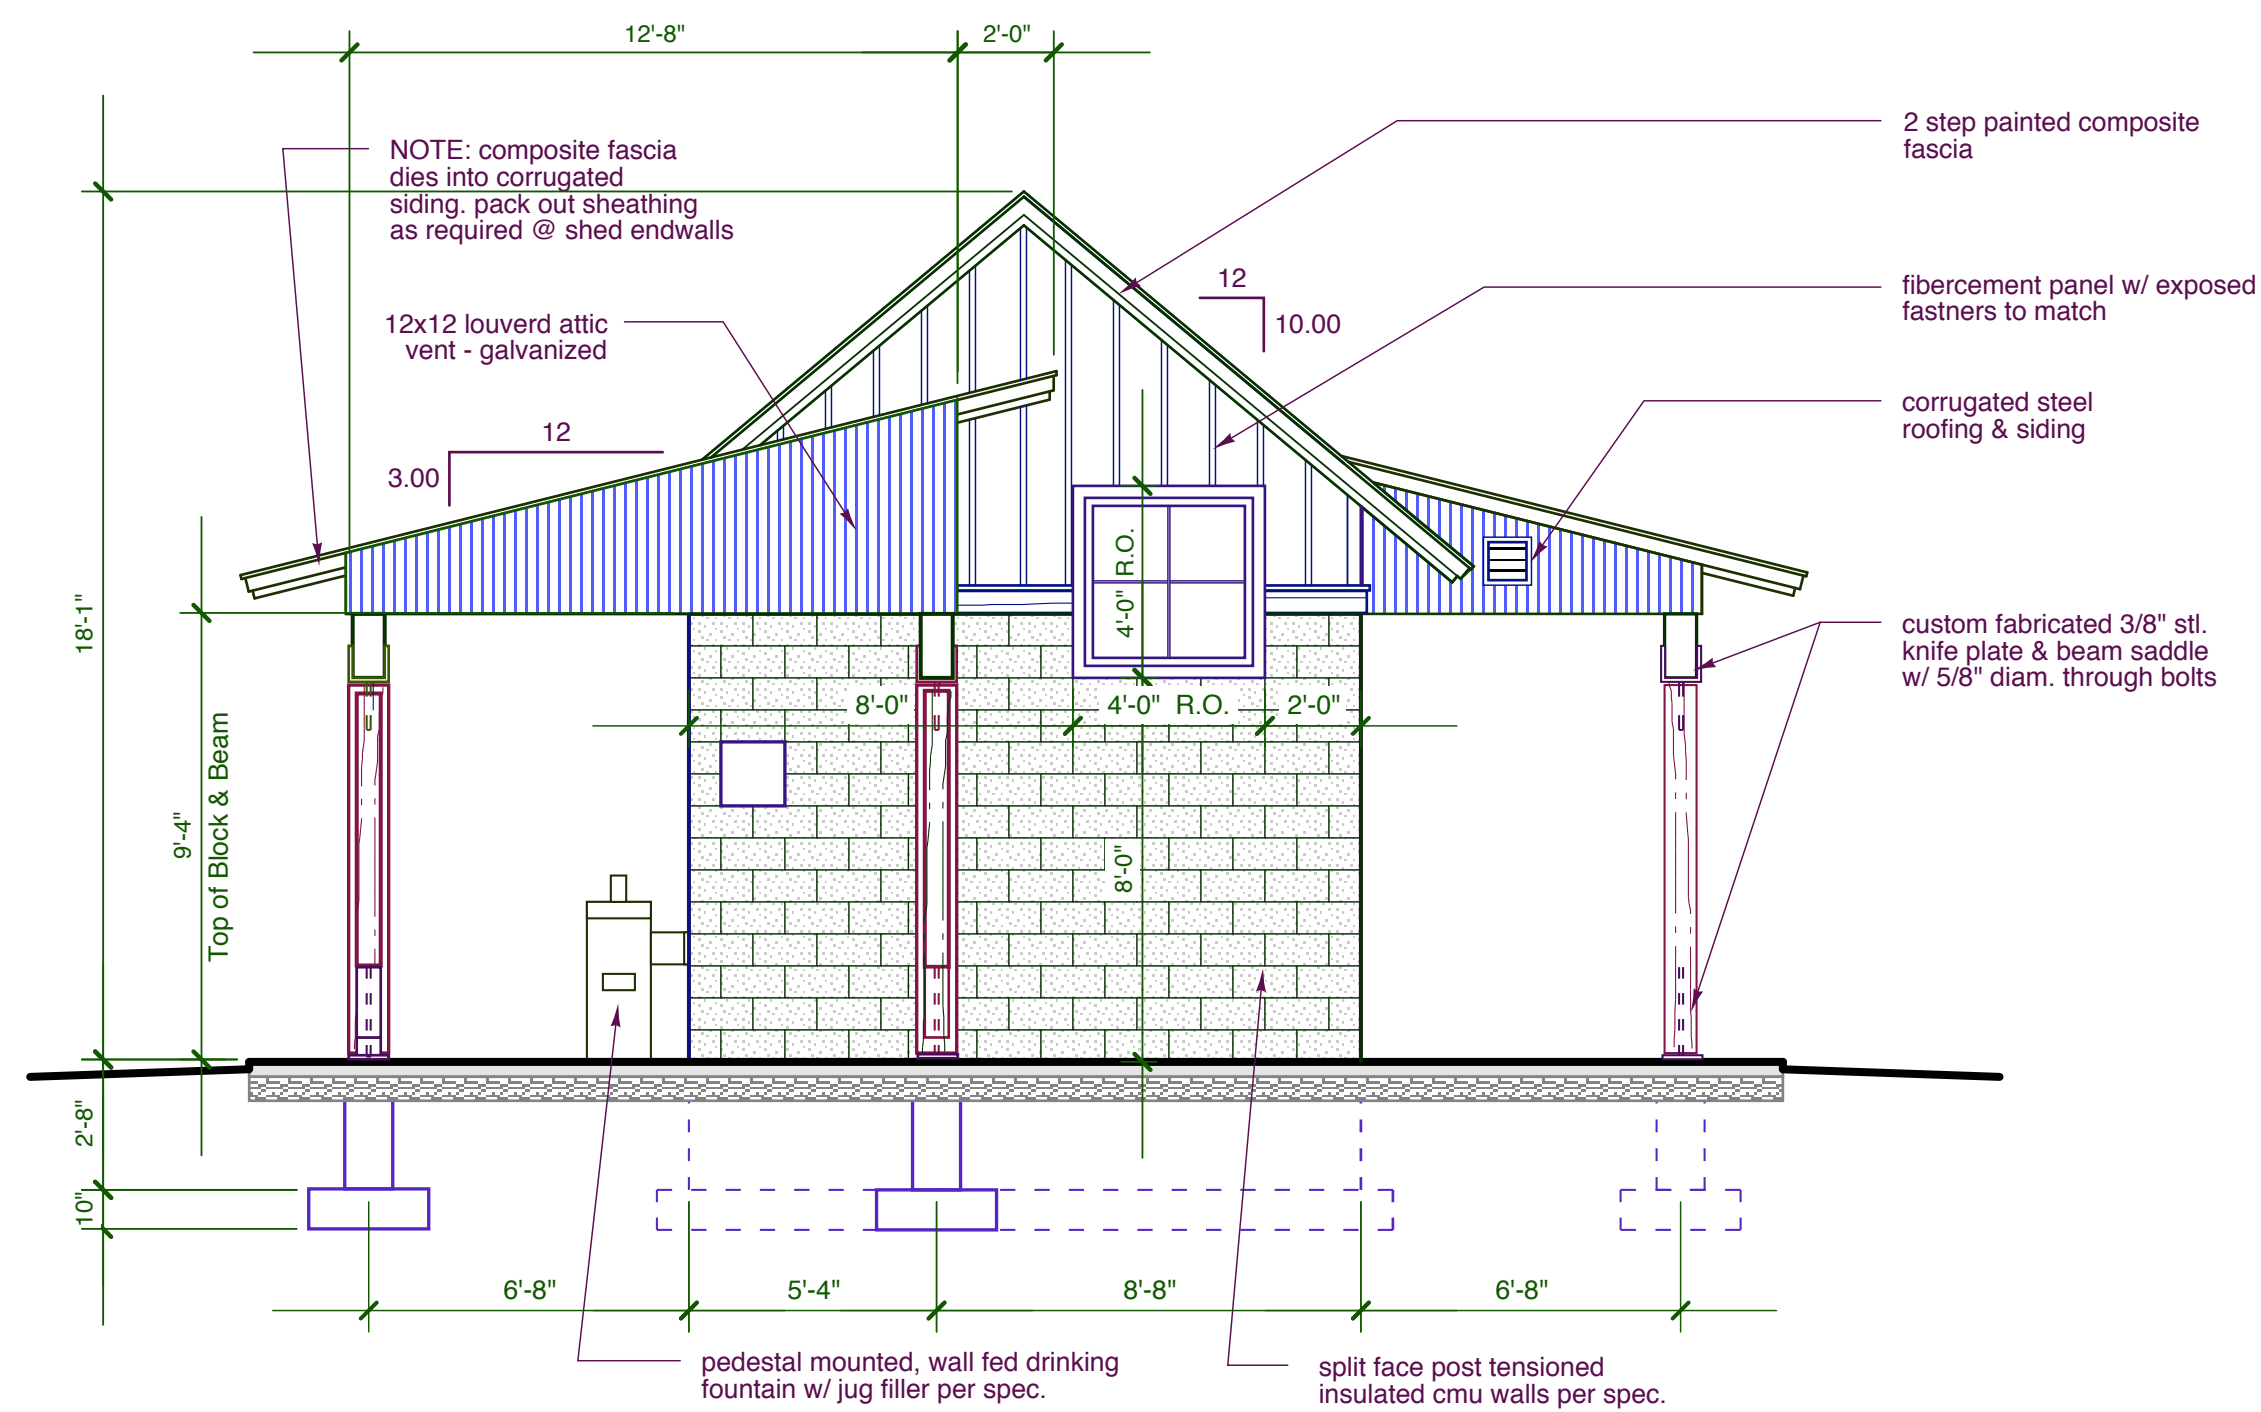 12'-8"
2'-0"
NOTE: composite fascia
dies into corrugated
siding. pack out sheathing
as required @ shed endwalls
2 step painted composite
fascia
12
10.00
fibercement panel w/ exposed
fastners to match
12x12 louverd attic
vent - galvanized
corrugated steel
roofing & siding
12
3.00
4'-0" R.O.
18'-1"
custom fabricated 3/8" stl.
knife plate & beam saddle
w/ 5/8" diam. through bolts
8'-0"
4'-0" R.O.
2'-0"
9'-4"
Top of Block & Beam
8'-0"
2'-8"
10"
6'-8"
5'-4"
8'-8"
6'-8"
pedestal mounted, wall fed drinking
fountain w/ jug filler per spec.
split face post tensioned
insulated cmu walls per spec.